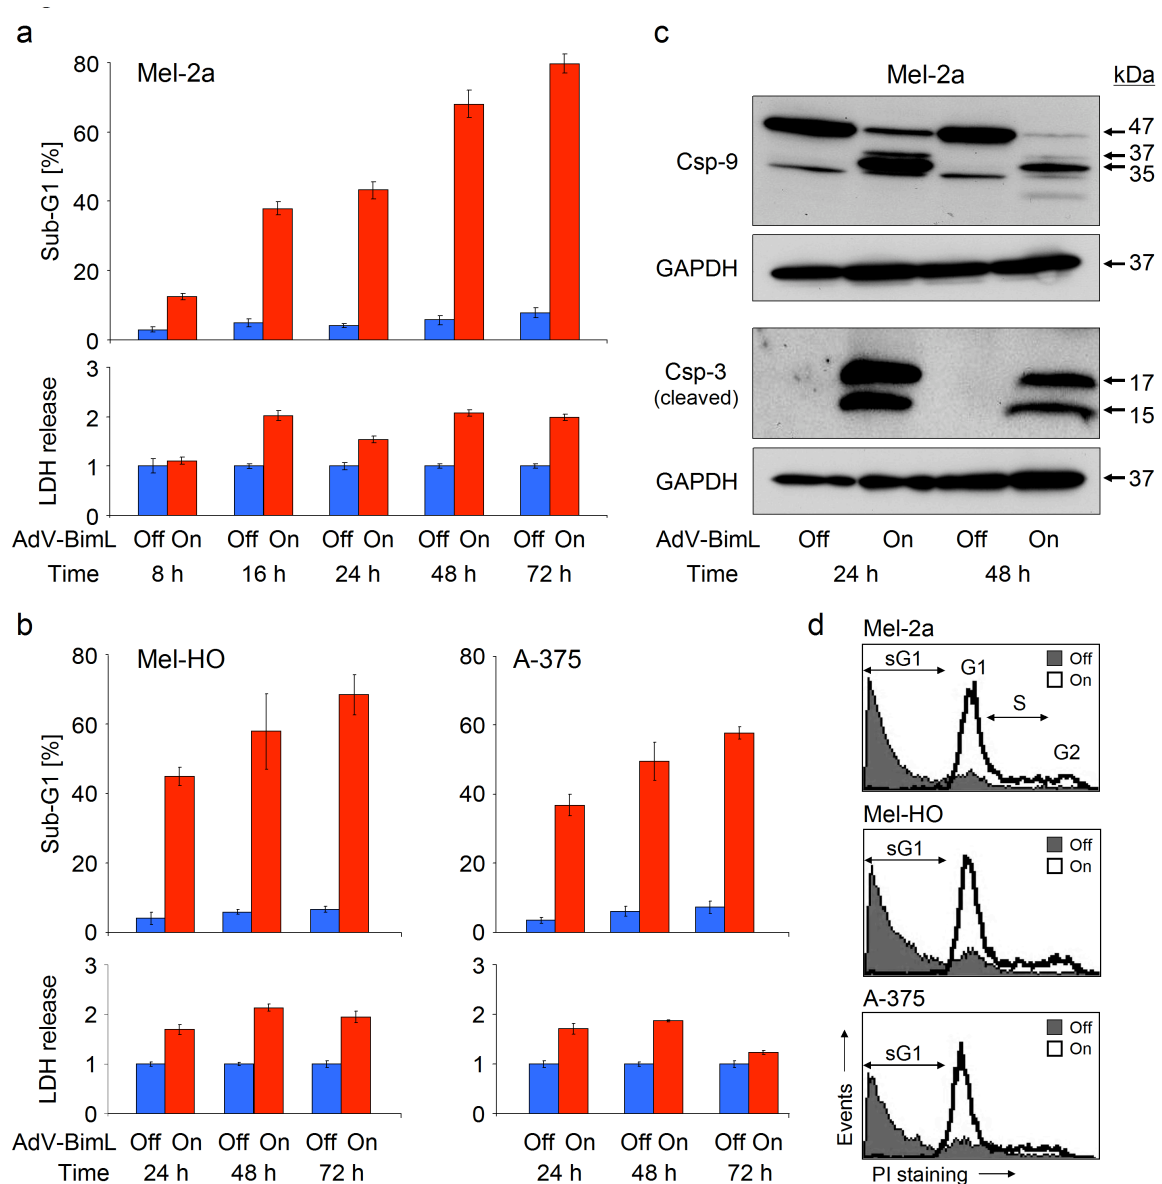 a
Mel-2a
Sub-G1 [%]
80
60
40
20
0
LDH release
3
2
1
0
AdV-BimL Off On Off On Off On Off On Off On
Time 8 h 16 h 24 h 48 h 72 h
c
Mel-2a kDa
Csp-9
47
37
35
GAPDH 37
Csp-3
(cleaved)
17
15
GAPDH 37
AdV-BimL Off On Off On
Time 24 h 48 h
b
Mel-HO
Sub-G1 [%]
80
60
40
20
0
LDH release
3
2
1
0
AdV-BimL Off On Off On Off On
Time 24 h 48 h 72 h
A-375
80
60
40
20
0
3
2
1
0
Off On Off On Off On
24 h 48 h 72 h
d
Mel-2a
sG1 G1 S G2
Off
On
Mel-HO
sG1
Off
On
A-375
sG1
Off
On
Events
PI staining